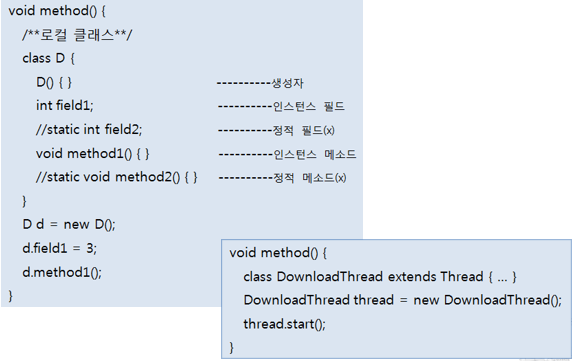 void method() {
/**로컬 클래스**/
class D {
D() { } ----------생성자
int field1; ----------인스턴스 필드
//static int field2; ----------정적 필드(x)
void method1() { } ----------인스턴스 메소드
//static void method2() { } ----------정적 메소드(x)
}
D d = new D();
d.field1 = 3;
d.method1();
}
void method() {
class DownloadThread extends Thread { ... }
DownloadThread thread = new DownloadThread();
thread.start();
}